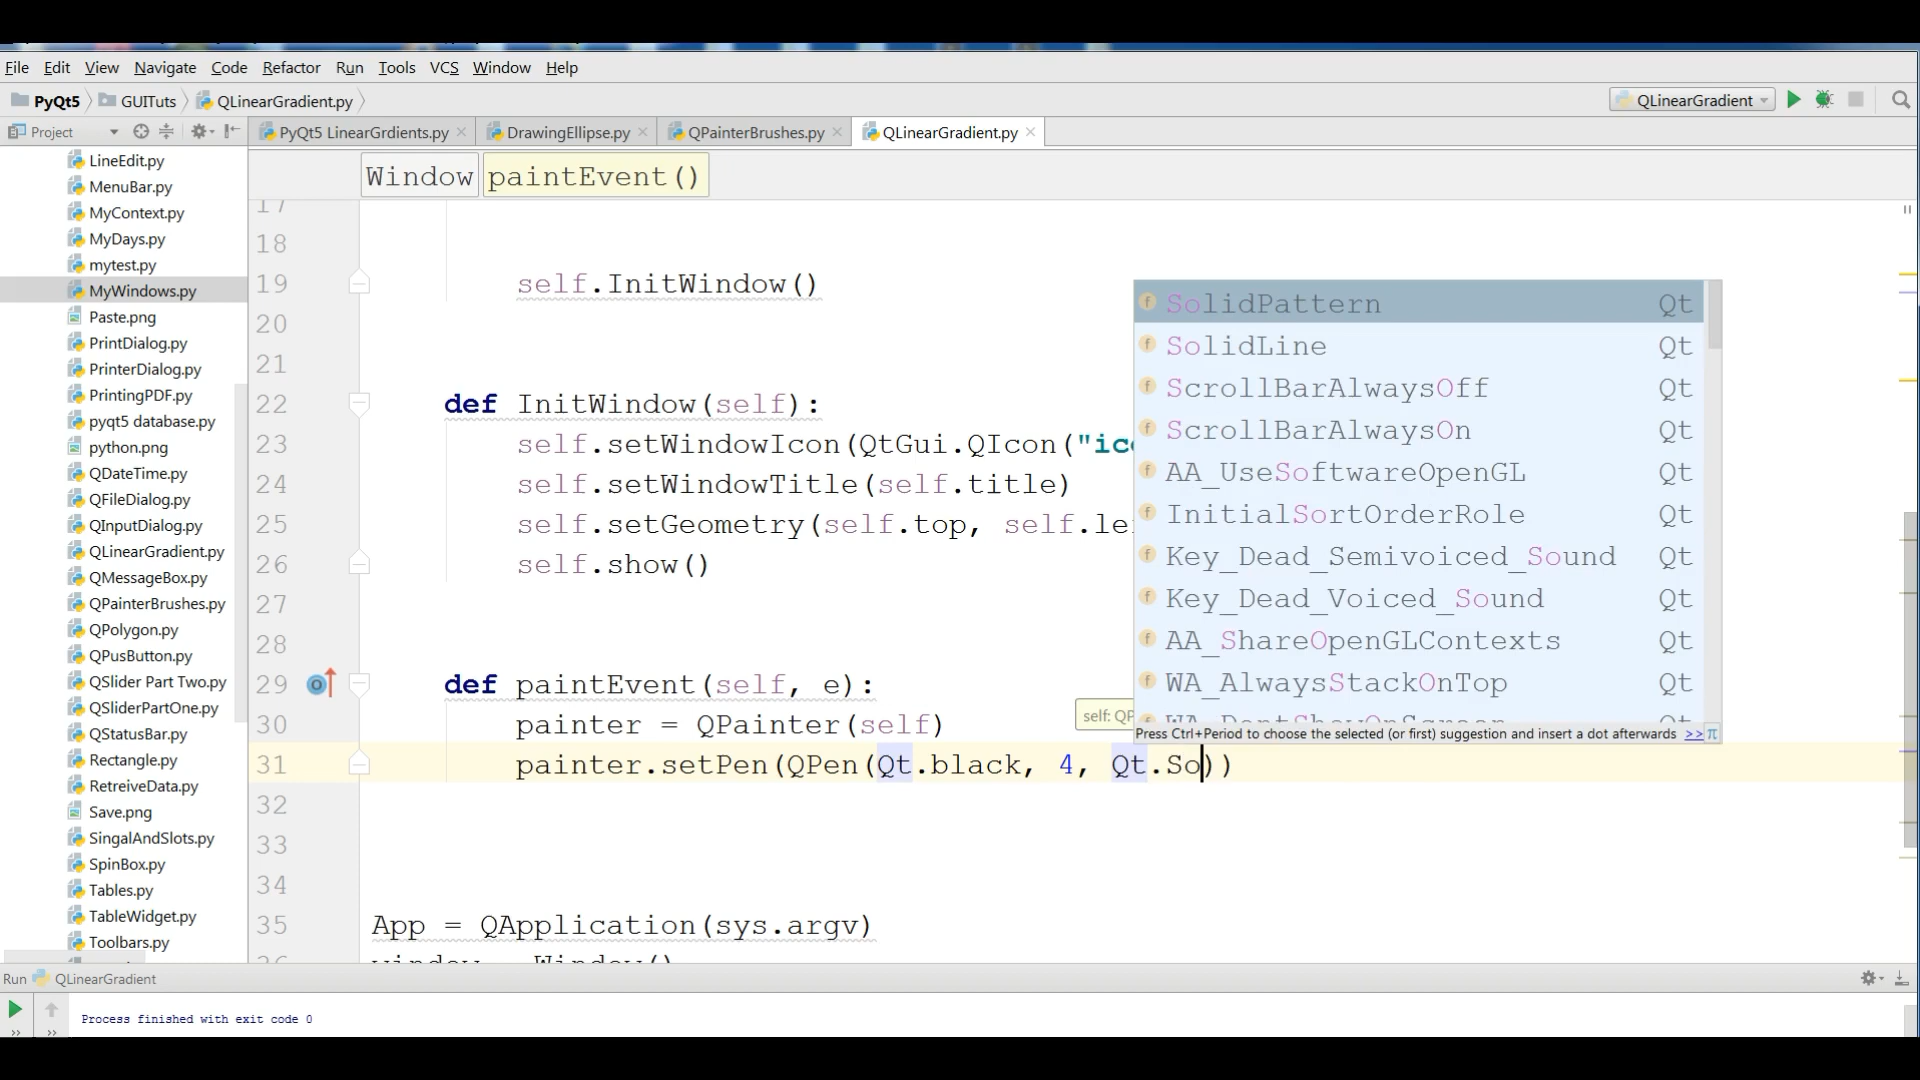 File Edit View Navigate Code Refactor Run Tools VCS Window Help
PyQt5 GUITuts QLinearGradient.py QLinearGradient
Project PyQt5 LinearGrdients.py DrawingEllipse.py QPainterBrushes.py QLinearGradient.py
Window paintEvent()
LineEdit.py
MenuBar.py
MyContext.py
MyDays.py
mytest.py
MyWindows.py
Paste.png
PrintDialog.py
PrinterDialog.py
PrintingPDF.py
pyqt5 database.py
python.png
QDateTime.py
QFileDialog.py
QInputDialog.py
QLinearGradient.py
QMessageBox.py
QPainterBrushes.py
QPolygon.py
QPusButton.py
QSlider Part Two.py
QSliderPartOne.py
QStatusBar.py
Rectangle.py
RetreiveData.py
Save.png
SingalAndSlots.py
SpinBox.py
Tables.py
TableWidget.py
Toolbars.py
17
18
19 self.InitWindow()
20
21
22 def InitWindow(self):
23 self.setWindowIcon(QtGui.QIcon("ic
24 self.setWindowTitle(self.title)
25 self.setGeometry(self.top, self.le
26 self.show()
27
28
29 def paintEvent(self, e):
30 painter = QPainter(self)
31 painter.setPen(QPen(Qt.black, 4, Qt.So))
32
33
34
35 App = QApplication(sys.argv)
window Window()
SolidPattern Qt
SolidLine Qt
ScrollBarAlwaysOff Qt
ScrollBarAlwaysOn Qt
AA_UseSoftwareOpenGL Qt
InitialSortOrderRole Qt
Key_Dead_Semivoiced_Sound Qt
Key_Dead_Voiced_Sound Qt
AA_ShareOpenGLContexts Qt
WA_AlwaysStackOnTop Qt
Press Ctrl+Period to choose the selected (or first) suggestion and insert a dot afterwards >> π
self: QP
Run QLinearGradient
Process finished with exit code 0